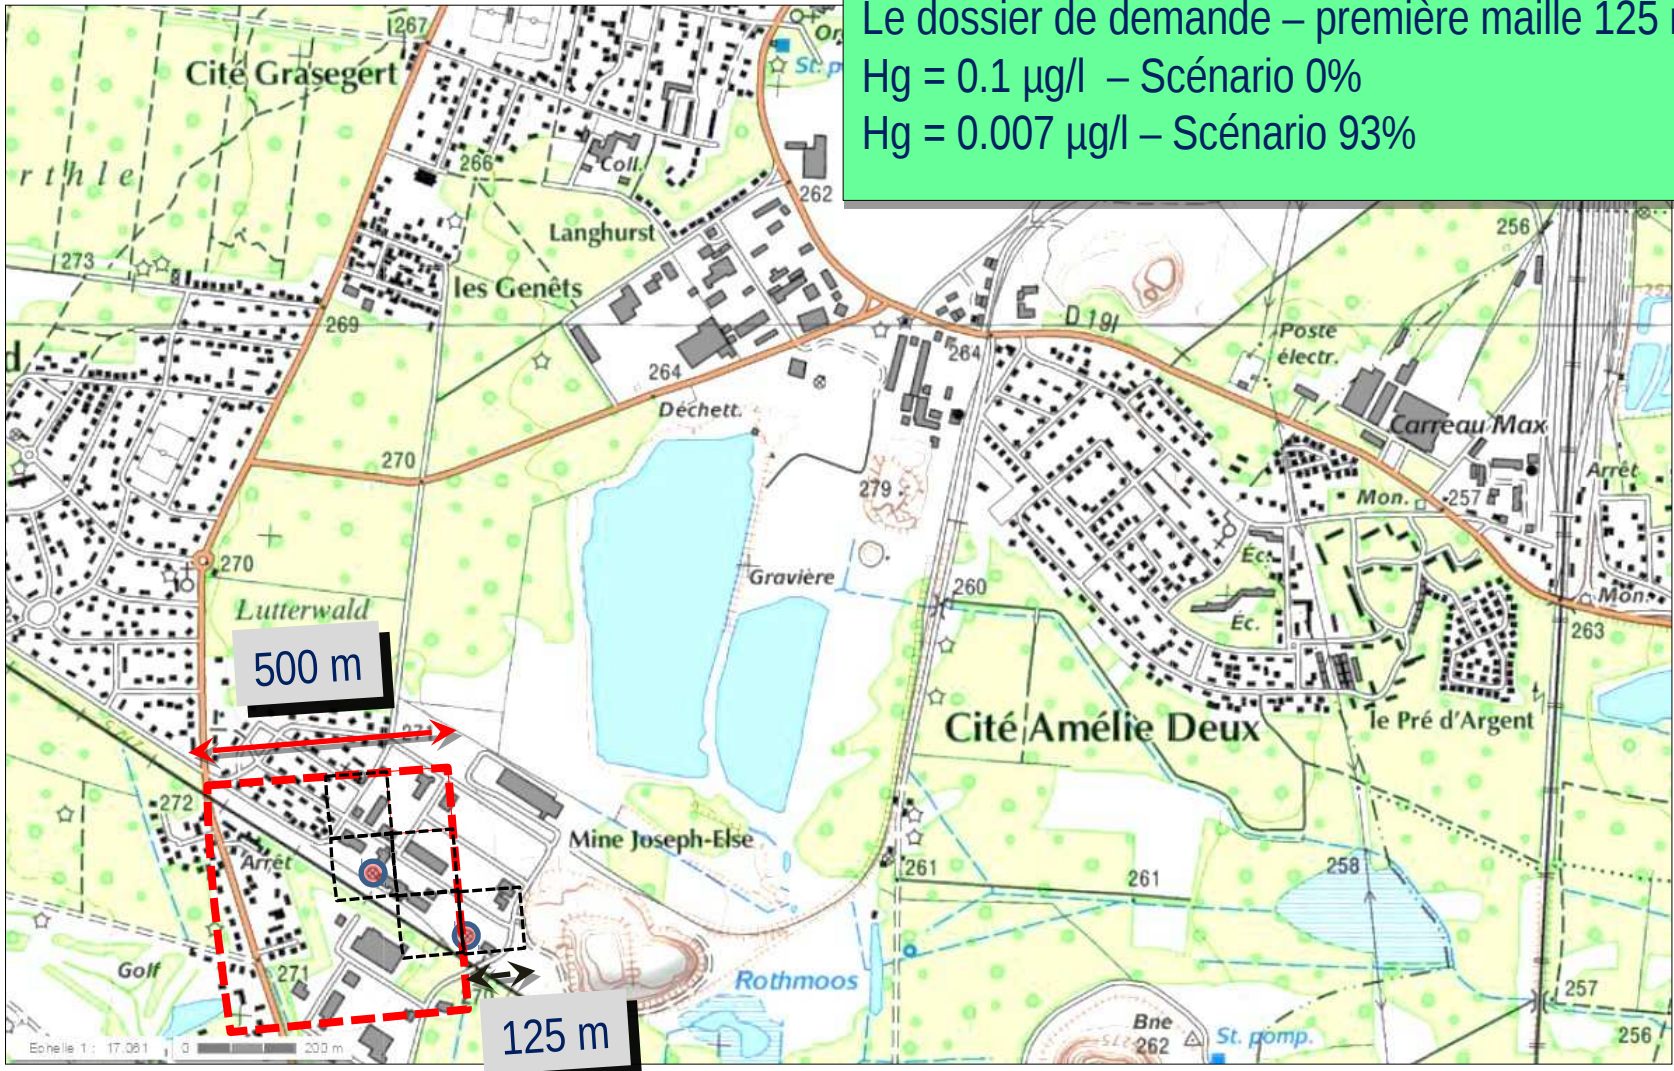 Le dossier de demande – première maille 125
Hg = 0.1 µg/l – Scénario 0%
Hg = 0.007 µg/l – Scénario 93%
267
Cité Grasegert
St. p
266
Coll.
262
Langhurst
256
273
les Genêts
269
D 19I
Poste
électr.
264
264
Déchett.
Carreau Max
270
Arrêt
279
Mon.
257
270
Gravière
Éc.
260
Mon.
Lutterwald
Éc.
263
500 m
271
Cité Amélie Deux
le Pré d'Argent
272
Mine Joseph-Else
Arrêt
261
261
258
Golf
271
Rothmoos
257
125 m
Bne
262
St. pomp.
256
Echelle 1 : 17.061
0
200 m